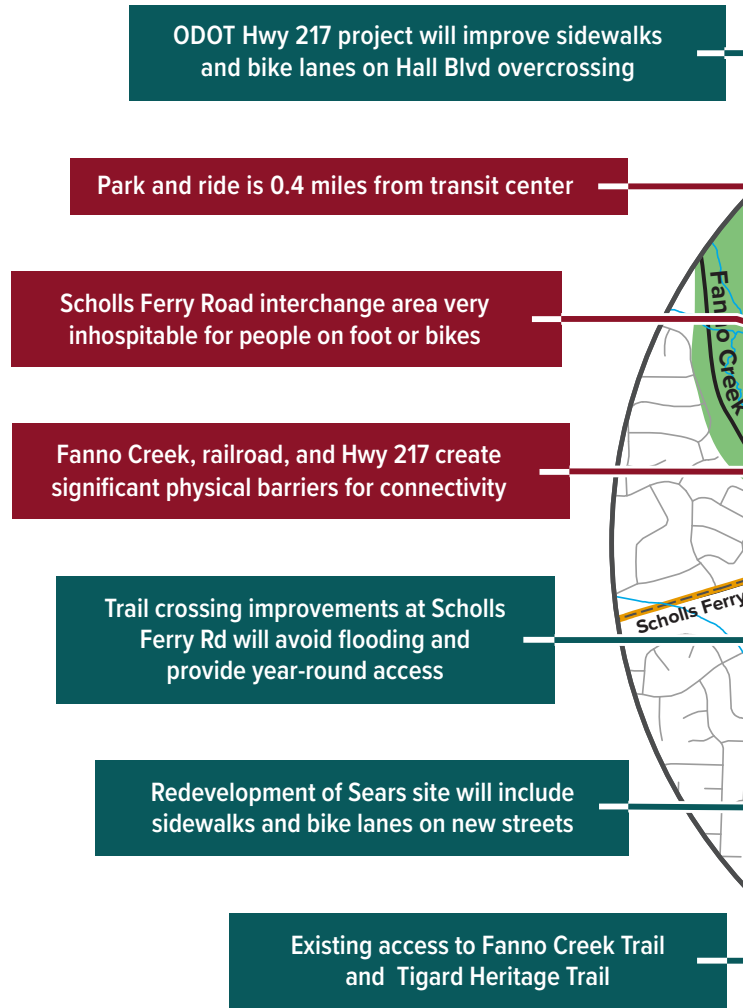 ODOT Hwy 217 project will improve sidewalks
and bike lanes on Hall Blvd overcrossing
Park and ride is 0.4 miles from transit center
Scholls Ferry Road interchange area very
inhospitable for people on foot or bikes
Fanno Creek
Fanno Creek, railroad, and Hwy 217 create
significant physical barriers for connectivity
Trail crossing improvements at Scholls
Ferry Rd will avoid flooding and
provide year-round access
Scholls Ferry
Redevelopment of Sears site will include
sidewalks and bike lanes on new streets
Existing access to Fanno Creek Trail
and Tigard Heritage Trail